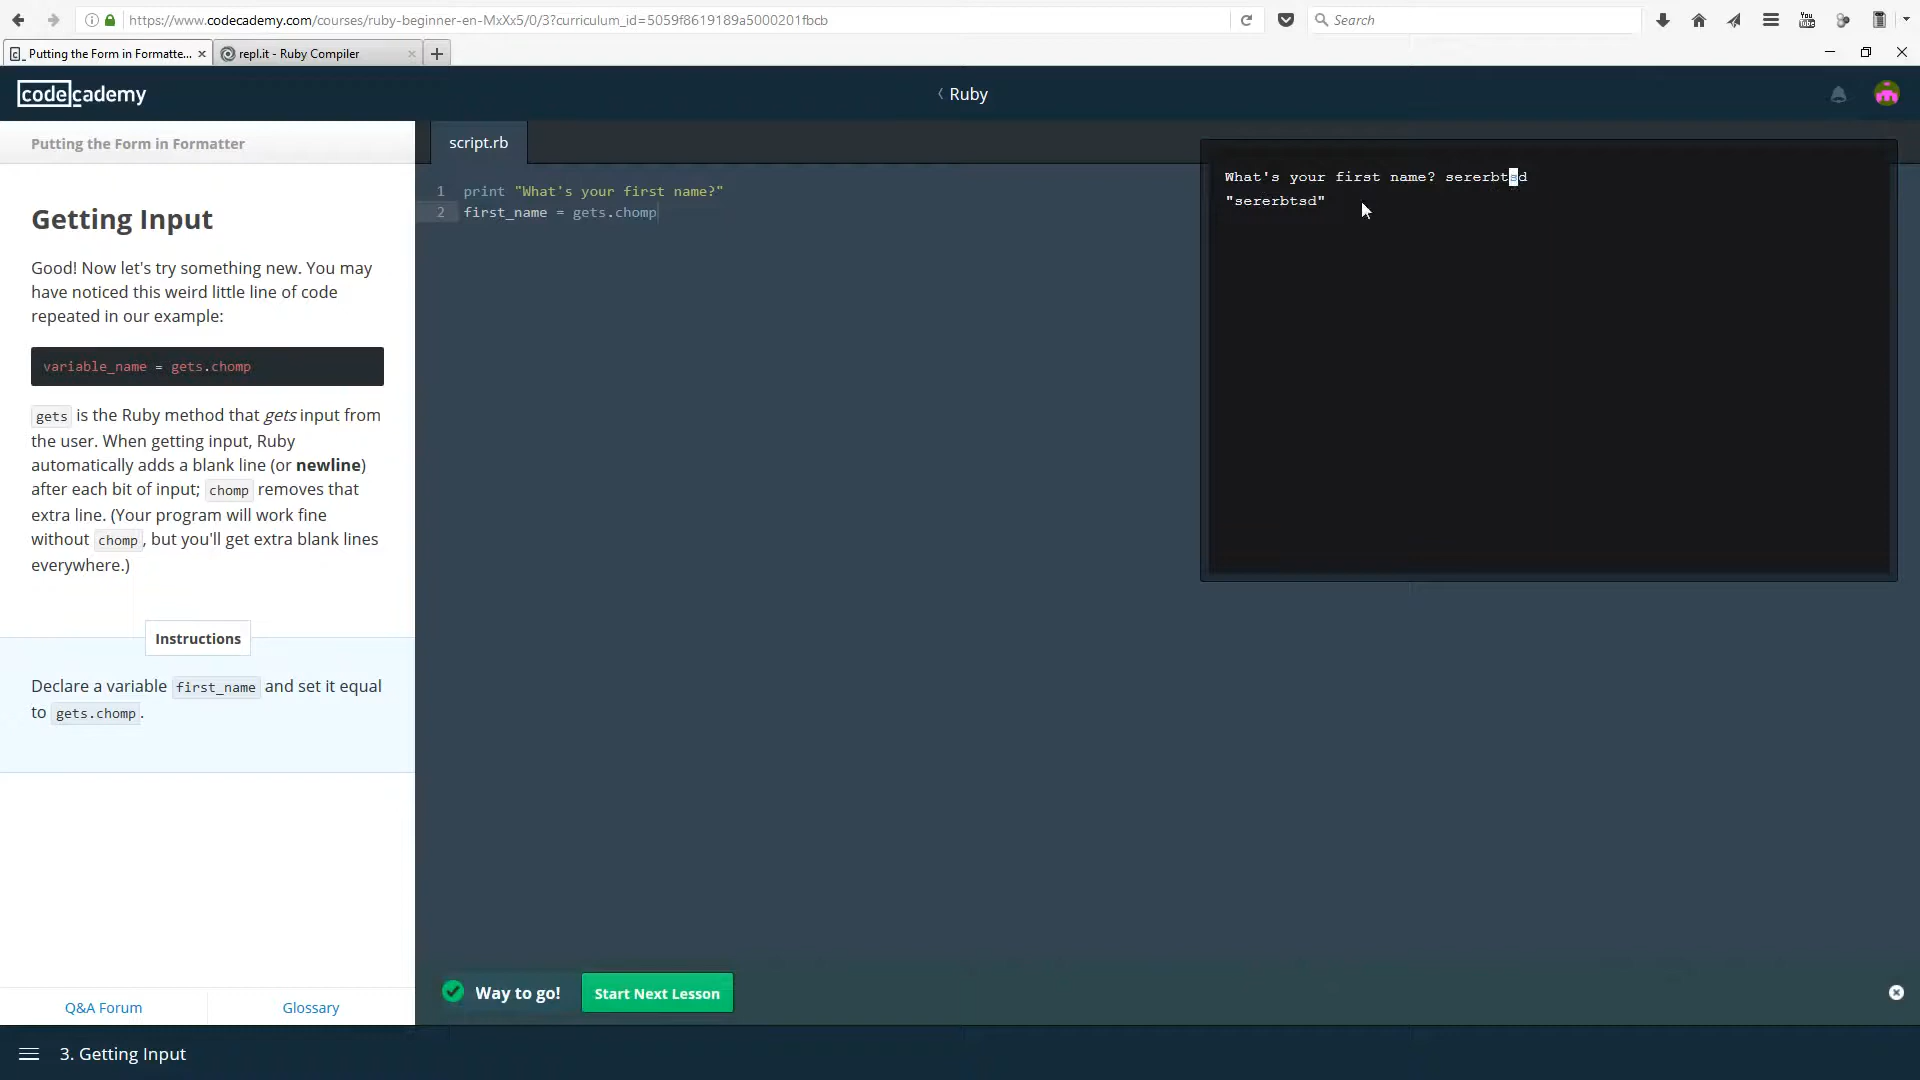 https://www.codecademy.com/courses/ruby-beginner-en-MxXx5/0/3?curriculum_id=5059f8619189a5000201fbcb
Search
You Tube
Putting the Form in Formatte...
repl.it - Ruby Compiler
codecademy
Ruby
Putting the Form in Formatter
script.rb
Getting Input
Good! Now let's try something new. You may
have noticed this weird little line of code
repeated in our example:
variable_name = gets.chomp
gets is the Ruby method that gets input from
the user. When getting input, Ruby
automatically adds a blank line (or newline)
after each bit of input; chomp removes that
extra line. (Your program will work fine
without chomp, but you'll get extra blank lines
everywhere.)
Instructions
Declare a variable first_name and set it equal
to gets.chomp.
Q&A Forum
Glossary
1 print "What's your first name?"
2 first_name = gets.chomp
What's your first name? sererbtsd
"sererbtsd"
Way to go!
Start Next Lesson
3. Getting Input